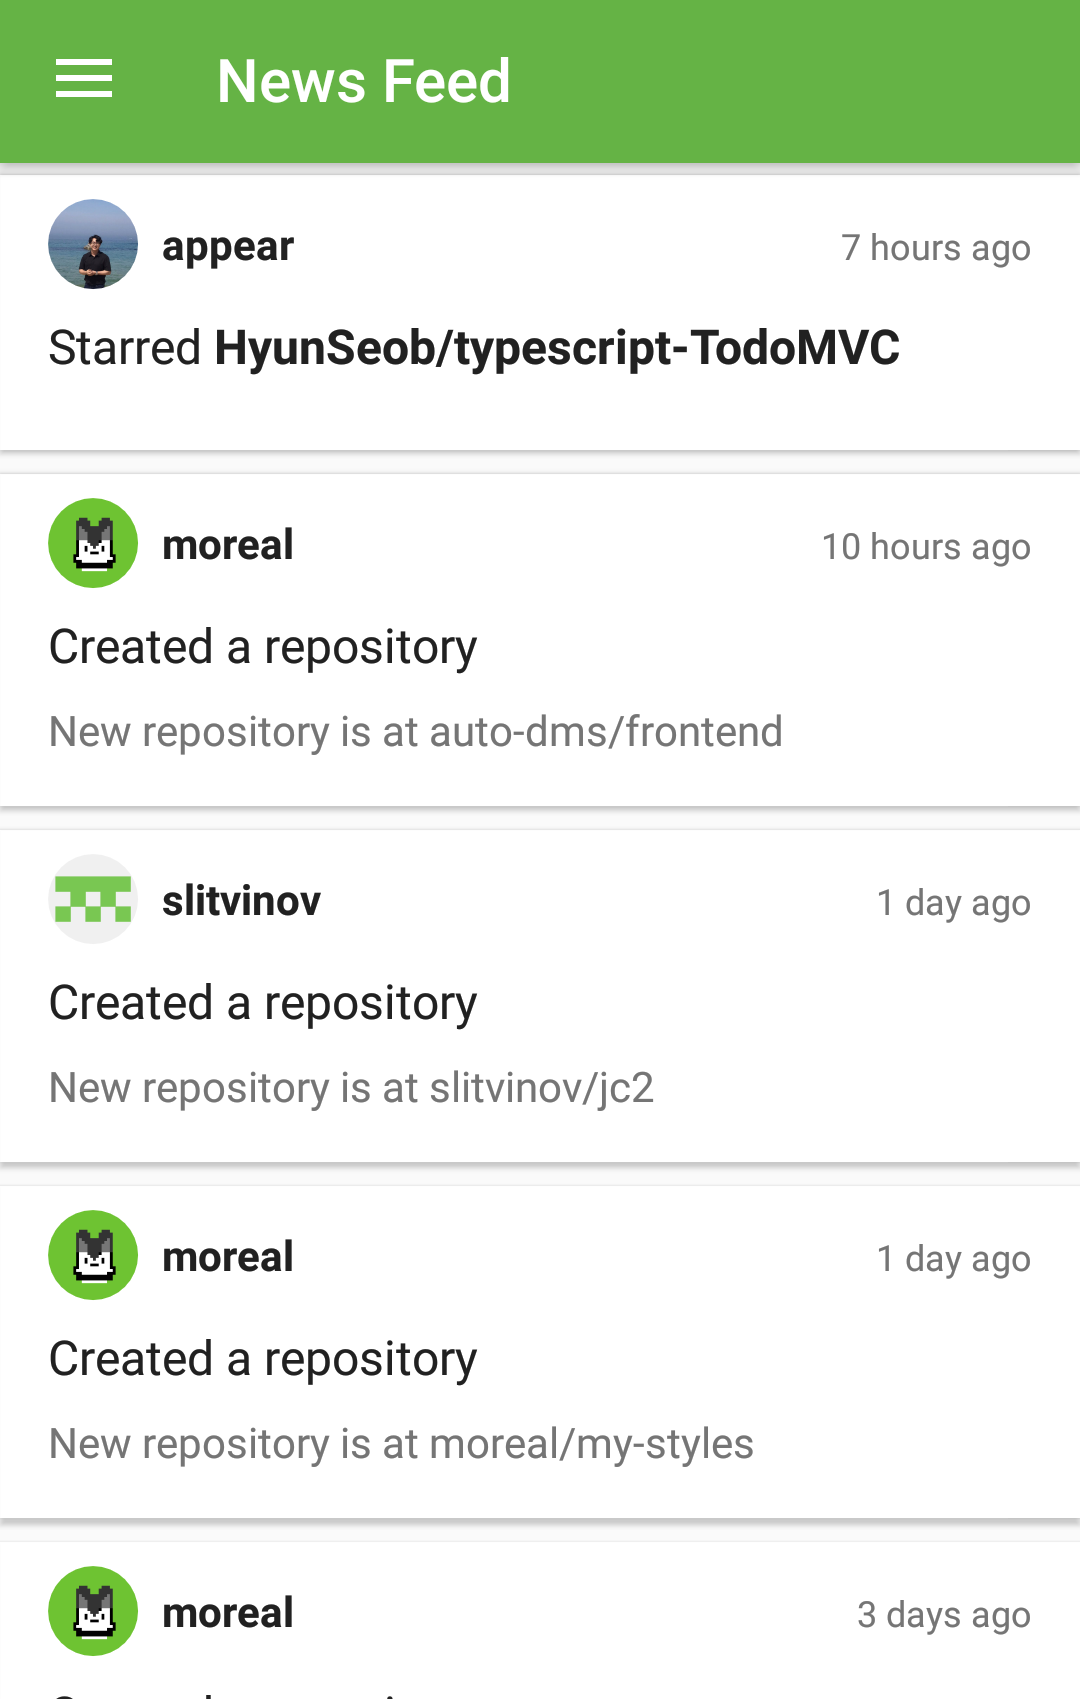 News Feed
appear
7 hours ago
Starred HyunSeob/typescript-TodoMVC
moreal
10 hours ago
Created a repository
New repository is at auto-dms/frontend
slitvinov
1 day ago
Created a repository
New repository is at slitvinov/jc2
moreal
1 day ago
Created a repository
New repository is at moreal/my-styles
moreal
3 days ago